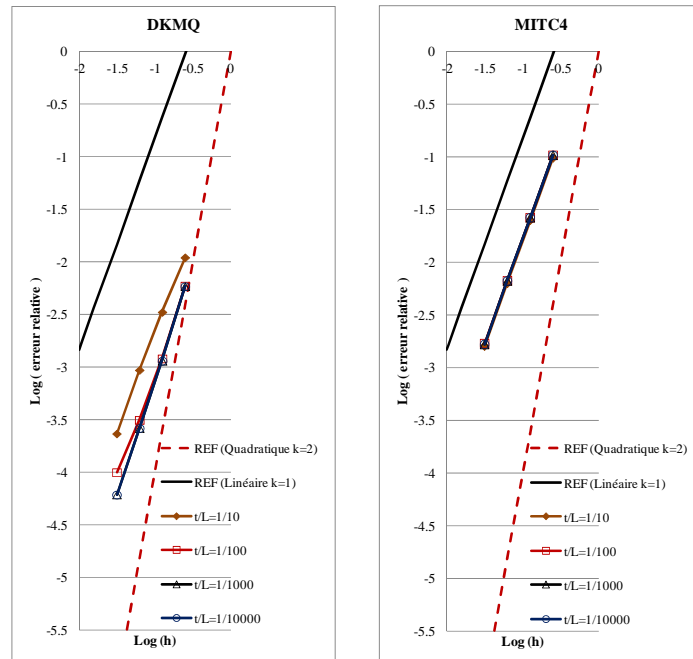 DKMQ
0
-2 -1.5 -1 -0.5 0
-0.5
-1
-1.5
-2
-2.5
-3
-3.5
-4
-4.5
-5
-5.5
Log ( erreur relative )
Log (h)
REF (Quadratique k=2)
REF (Linéaire k=1)
t/L=1/10
t/L=1/100
t/L=1/1000
t/L=1/10000
MITC4
0
-2 -1.5 -1 -0.5 0
-0.5
-1
-1.5
-2
-2.5
-3
-3.5
-4
-4.5
-5
-5.5
Log ( erreur relative )
Log (h)
REF (Quadratique k=2)
REF (Linéaire k=1)
t/L=1/10
t/L=1/100
t/L=1/1000
t/L=1/10000